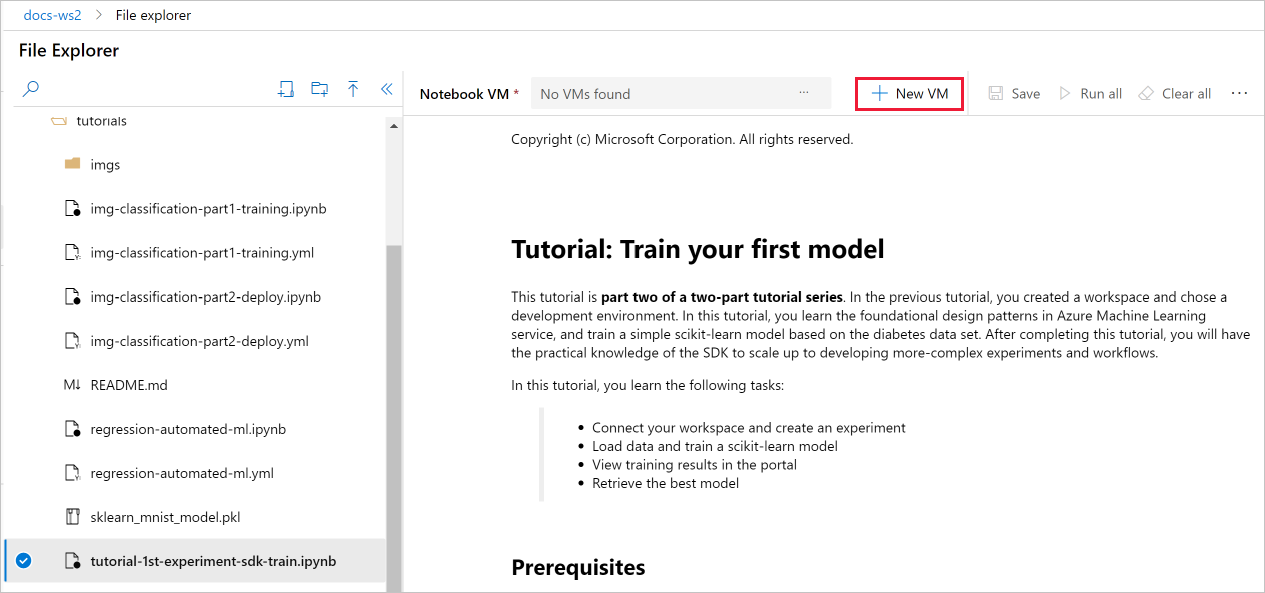 docs-ws2 > File explorer
File Explorer
Notebook VM * No VMs found ... + New VM Save Run all Clear all ...
tutorials
imgs
img-classification-part1-training.ipynb
img-classification-part1-training.yml
img-classification-part2-deploy.ipynb
img-classification-part2-deploy.yml
M↓ README.md
regression-automated-ml.ipynb
regression-automated-ml.yml
sklearn_mnist_model.pkl
tutorial-1st-experiment-sdk-train.ipynb
Copyright (c) Microsoft Corporation. All rights reserved.
Tutorial: Train your first model
This tutorial is part two of a two-part tutorial series. In the previous tutorial, you created a workspace and chose a
development environment. In this tutorial, you learn the foundational design patterns in Azure Machine Learning
service, and train a simple scikit-learn model based on the diabetes data set. After completing this tutorial, you will have
the practical knowledge of the SDK to scale up to developing more-complex experiments and workflows.
In this tutorial, you learn the following tasks:
• Connect your workspace and create an experiment
• Load data and train a scikit-learn model
• View training results in the portal
• Retrieve the best model
Prerequisites